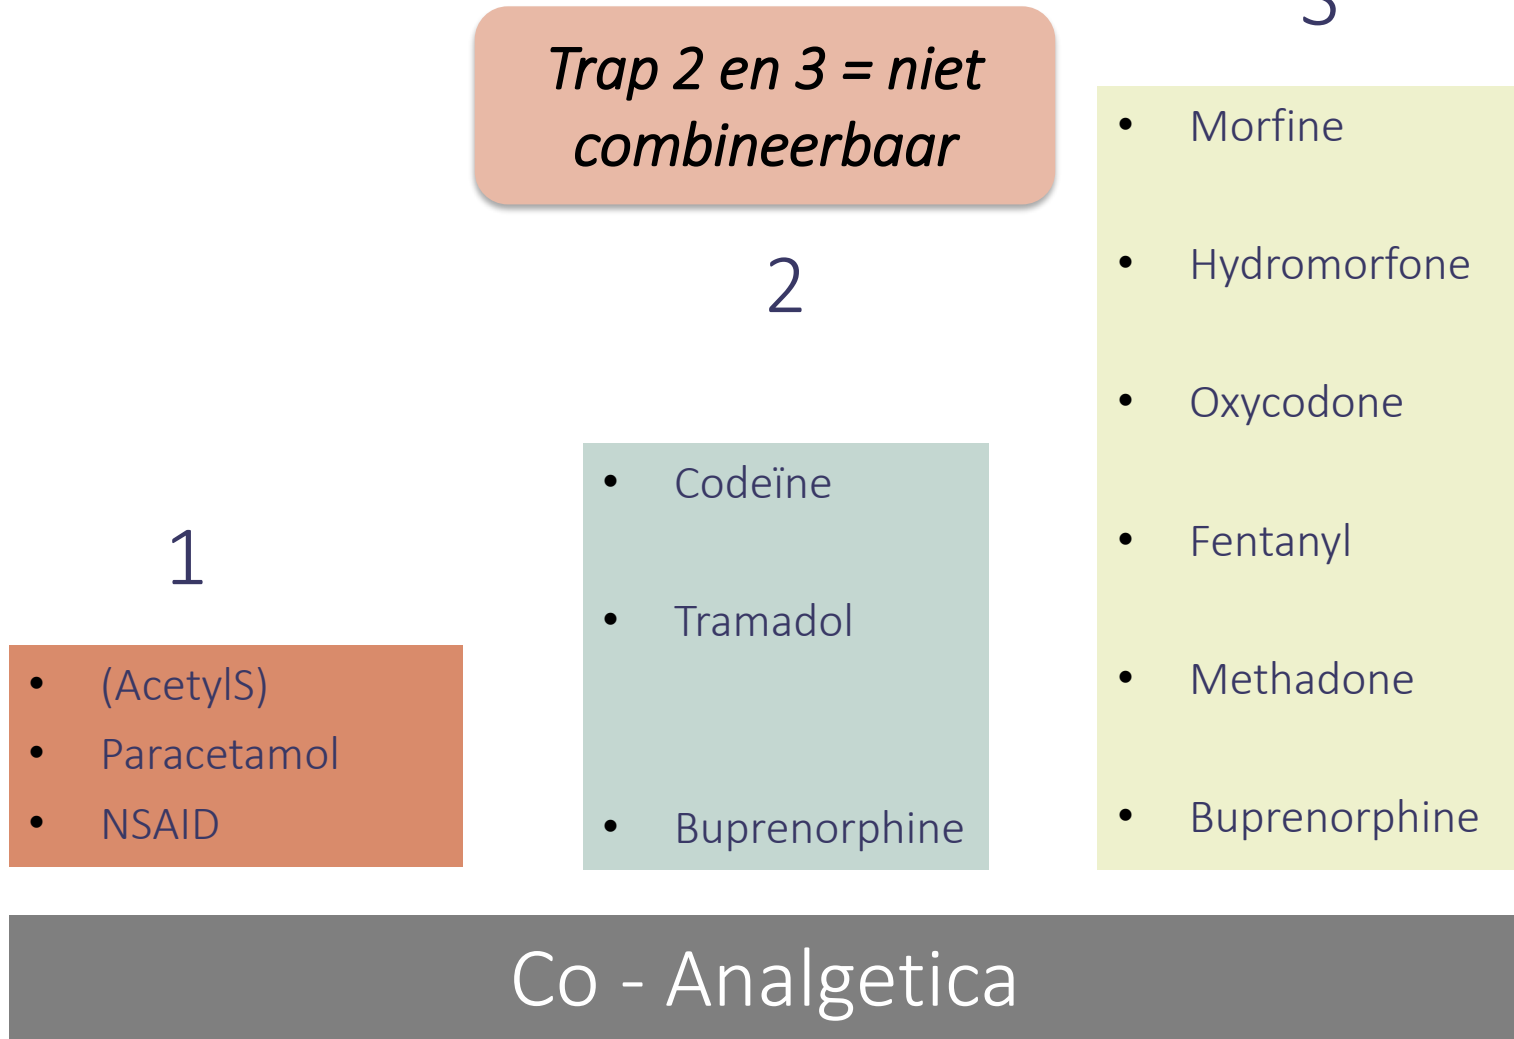 3
Trap 2 en 3 = niet
combineerbaar
2
1
• (AcetylS)
• Paracetamol
• NSAID
• Codeïne
• Tramadol
• Buprenorphine
• Morfine
• Hydromorfone
• Oxycodone
• Fentanyl
• Methadone
• Buprenorphine
Co - Analgetica